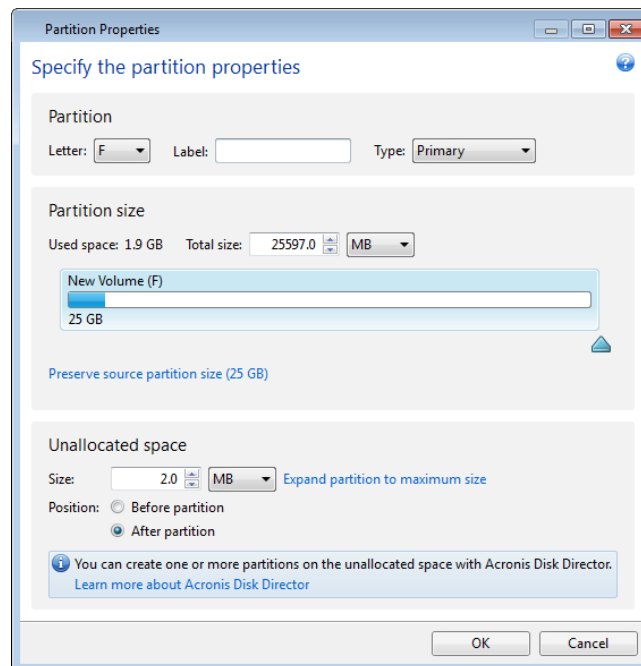 Partition Properties
Specify the partition properties
Partition
Letter: F Label: Type: Primary
Partition size
Used space: 1.9 GB Total size: 25597.0 MB
New Volume (F)
25 GB
Preserve source partition size (25 GB)
Unallocated space
Size: 2.0 MB Expand partition to maximum size
Position: Before partition
After partition
You can create one or more partitions on the unallocated space with Acronis Disk Director.
Learn more about Acronis Disk Director
OK Cancel